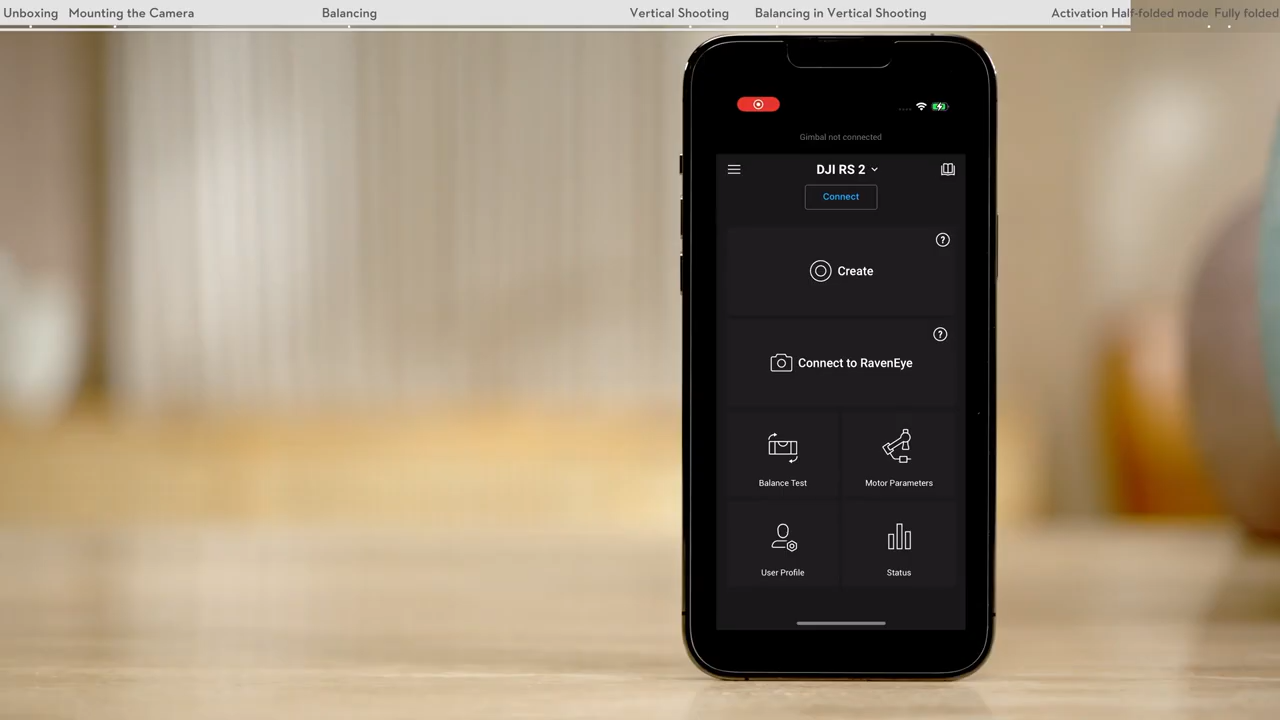 Unboxing Mounting the Camera Balancing Vertical Shooting Balancing in Vertical Shooting Activation Half-folded mode Fully folded
Gimbal not connected
DJI RS 2
Connect
?
Create
?
Connect to RavenEye
Balance Test Motor Parameters
User Profile Status